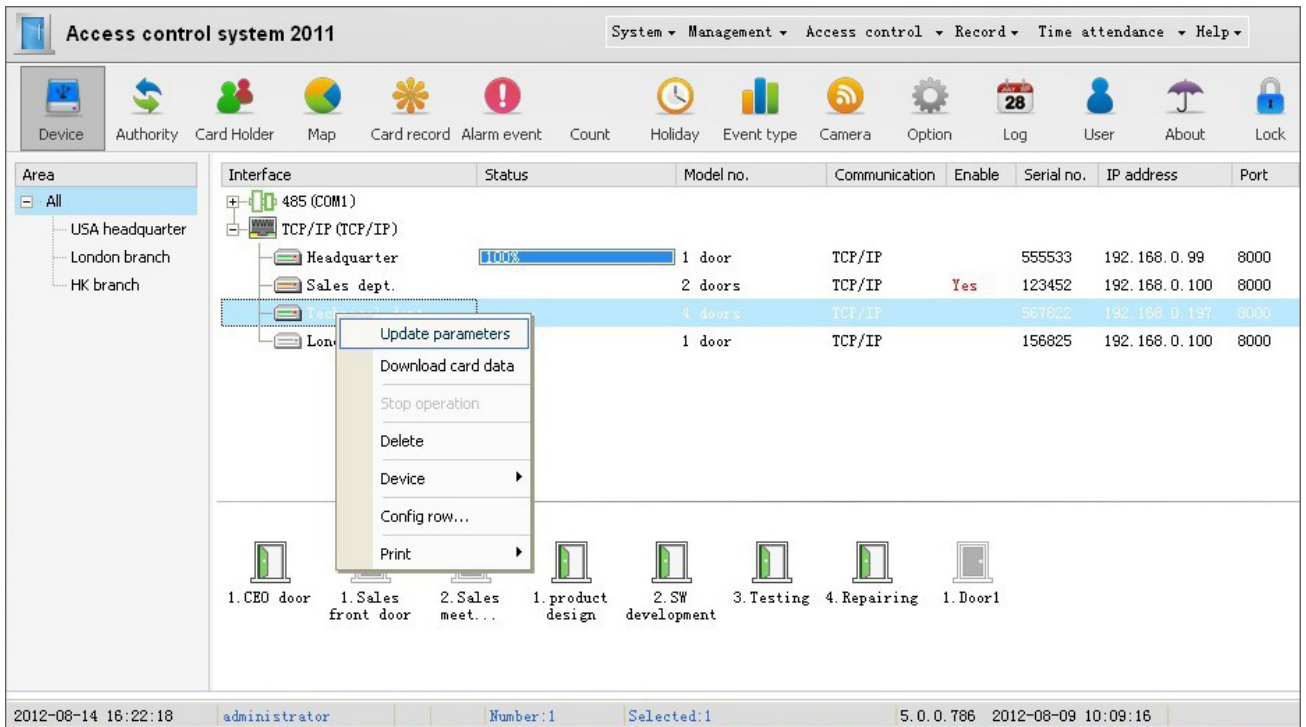 Access control system 2011
System Management Access control Record Time attendance Help
Device Authority Card Holder Map Card record Alarm event Count Holiday Event type Camera Option 28 Log User About Lock
Area
All
USA headquarter
London branch
HK branch
Interface Status Model no. Communication Enable Serial no. IP address Port
485(COM1)
TCP/IP(TCP/IP)
Headquarter 100% 1 door TCP/IP 555533 192.168.0.99 8000
Sales dept. 2 doors TCP/IP Yes 123452 192.168.0.100 8000
4 doors TCP/IP 567822 192.168.0.197 8000
1 door TCP/IP 156825 192.168.0.100 8000
Update parameters
Download card data
Stop operation
Delete
Device
Config row...
Print
1.CEO door
1.Sales
front door
2.Sales
meet...
1.product
design
2.SW
development
3.Testing
4.Repairing
1.Door1
2012-08-14 16:22:18 administrator Number:1 Selected:1 5.0.0.786 2012-08-09 10:09:16